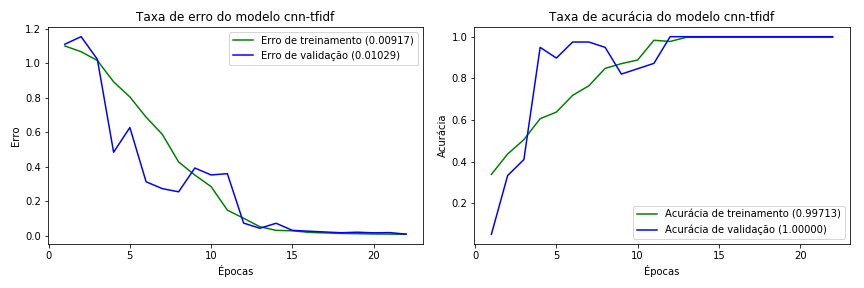 Taxa de erro do modelo cnn-tfidf
Erro de treinamento (0.00917)
Erro de validação (0.01029)
Erro
1.2
1.0
0.8
0.6
0.4
0.2
0.0
0
5
10
15
20
Épocas
Taxa de acurácia do modelo cnn-tfidf
Acurácia
1.0
0.8
0.6
0.4
0.2
Acurácia de treinamento (0.99713)
Acurácia de validação (1.00000)
0
5
10
15
20
Épocas